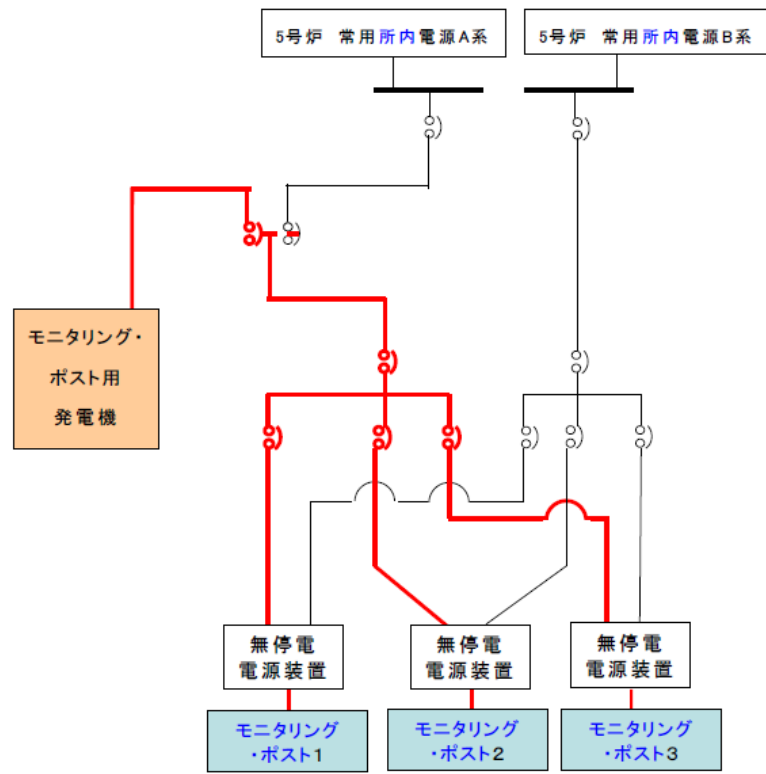 5号炉 常用所内電源A系
5号炉 常用所内電源B系
モニタリング・
ポスト用
発電機
無停電
電源装置
無停電
電源装置
無停電
電源装置
モニタリング
・ポスト1
モニタリング
・ポスト2
モニタリング
・ポスト3